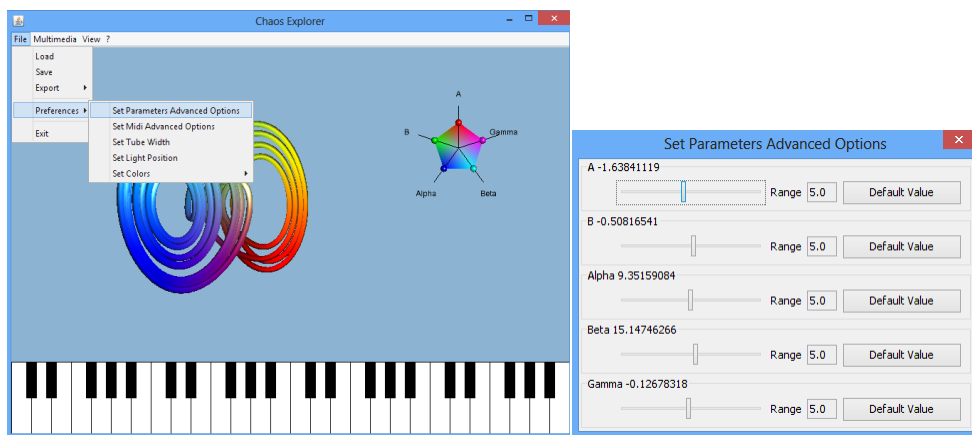 Chaos Explorer
File Multimedia View ?
Load
Save
Export
Preferences
Exit
Set Parameters Advanced Options
Set Midi Advanced Options
Set Tube Width
Set Light Position
Set Colors
A
B
Gamma
Alpha
Beta
Set Parameters Advanced Options
A -1.63841119
Range 5.0 Default Value
B -0.50816541
Range 5.0 Default Value
Alpha 9.35159084
Range 5.0 Default Value
Beta 15.14746266
Range 5.0 Default Value
Gamma -0.12678318
Range 5.0 Default Value